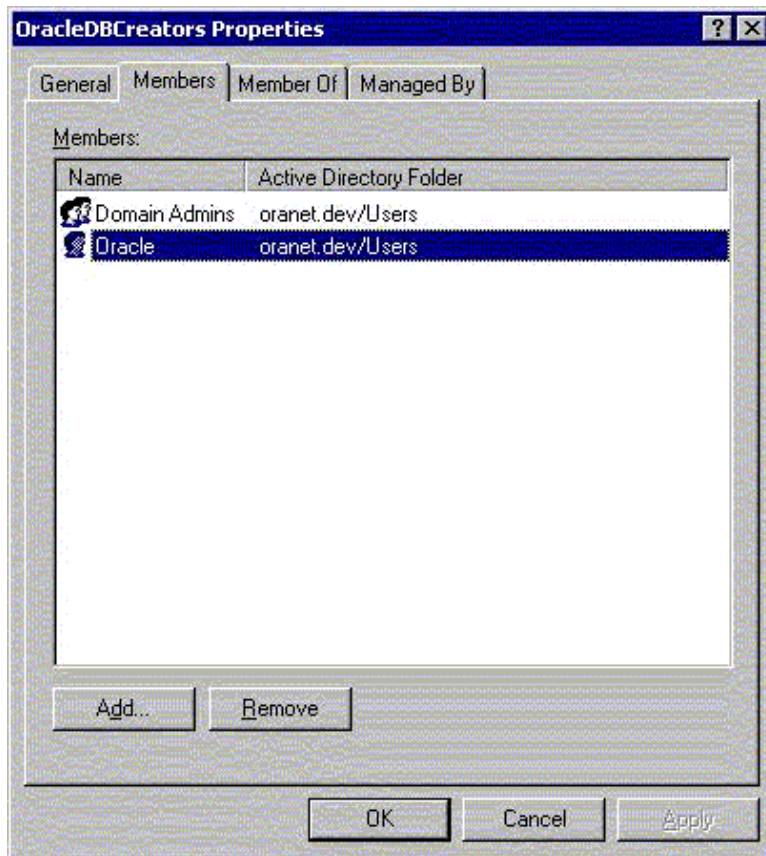 OracleDBCreators Properties
General Members Member Of Managed By
Members:
Name Active Directory Folder
Domain Admins oranet.dev/Users
Oracle oranet.dev/Users
Add... Remove
OK Cancel Apply